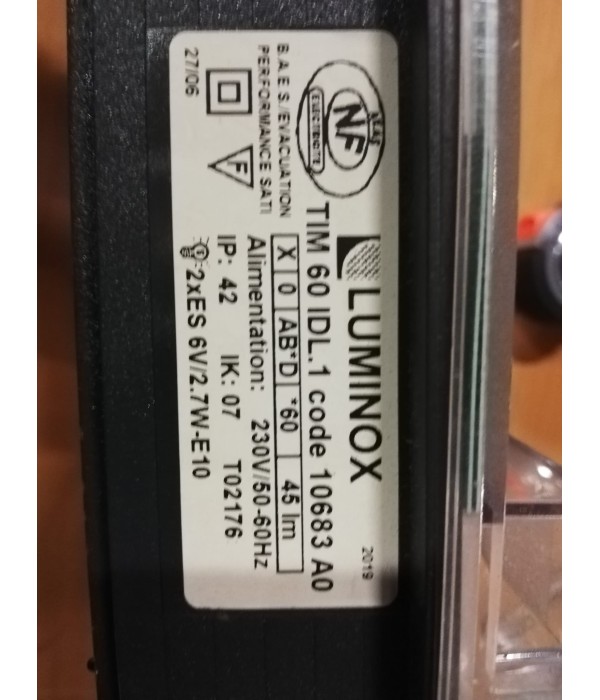 LUMINOX
2019
TIM 60 IDL.1 code 10683 A0
NF
ELECTRICITE
X 0 AB*D *60 45 lm
B.A.E.S./EVACUATION
PERFORMANCE SATI
Alimentation: 230V/50-60Hz
F
IP: 42 IK: 07 T02176
27/06
2xES 6V/2.7W-E10